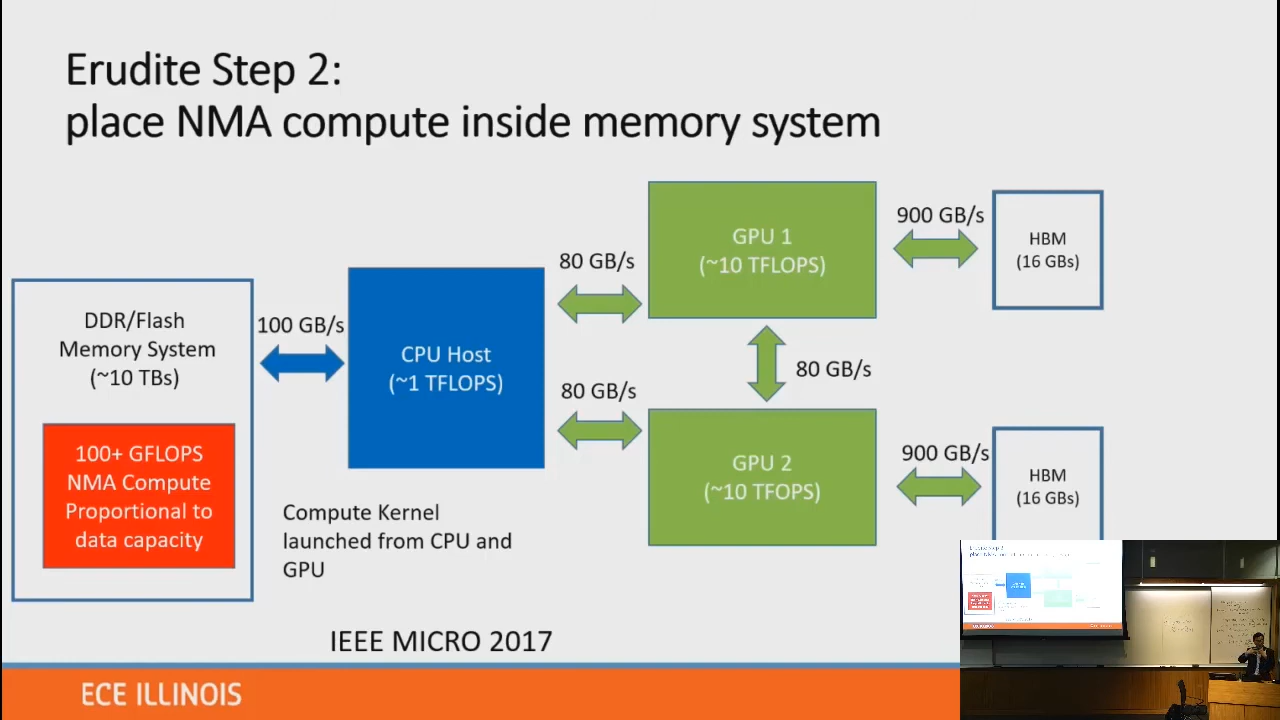 Erudite Step 2:
place NMA compute inside memory system
DDR/Flash
Memory System
(~10 TBs)
100+ GFLOPS
NMA Compute
Proportional to
data capacity
100 GB/s
CPU Host
(~1 TFLOPS)
Compute Kernel
launched from CPU and
GPU
80 GB/s
80 GB/s
GPU 1
(~10 TFLOPS)
80 GB/s
GPU 2
(~10 TFOPS)
900 GB/s
HBM
(16 GBs)
900 GB/s
HBM
(16 GBs)
IEEE MICRO 2017
ECE ILLINOIS